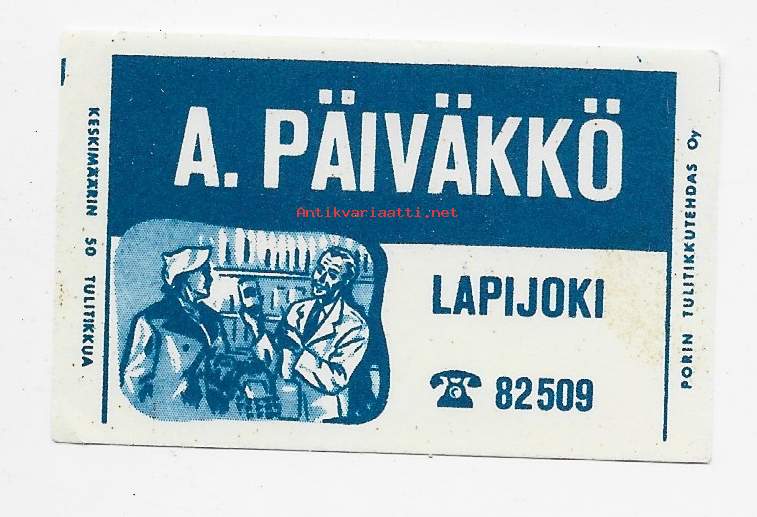 A. PÄIVÄKKÖ
Antikvariaatti.net
LAPIJOKI
☎ 82509
KESKIMÄÄRIN 50 TULITIKKUA
PORIN TULITIKKUTEHDAS Oy